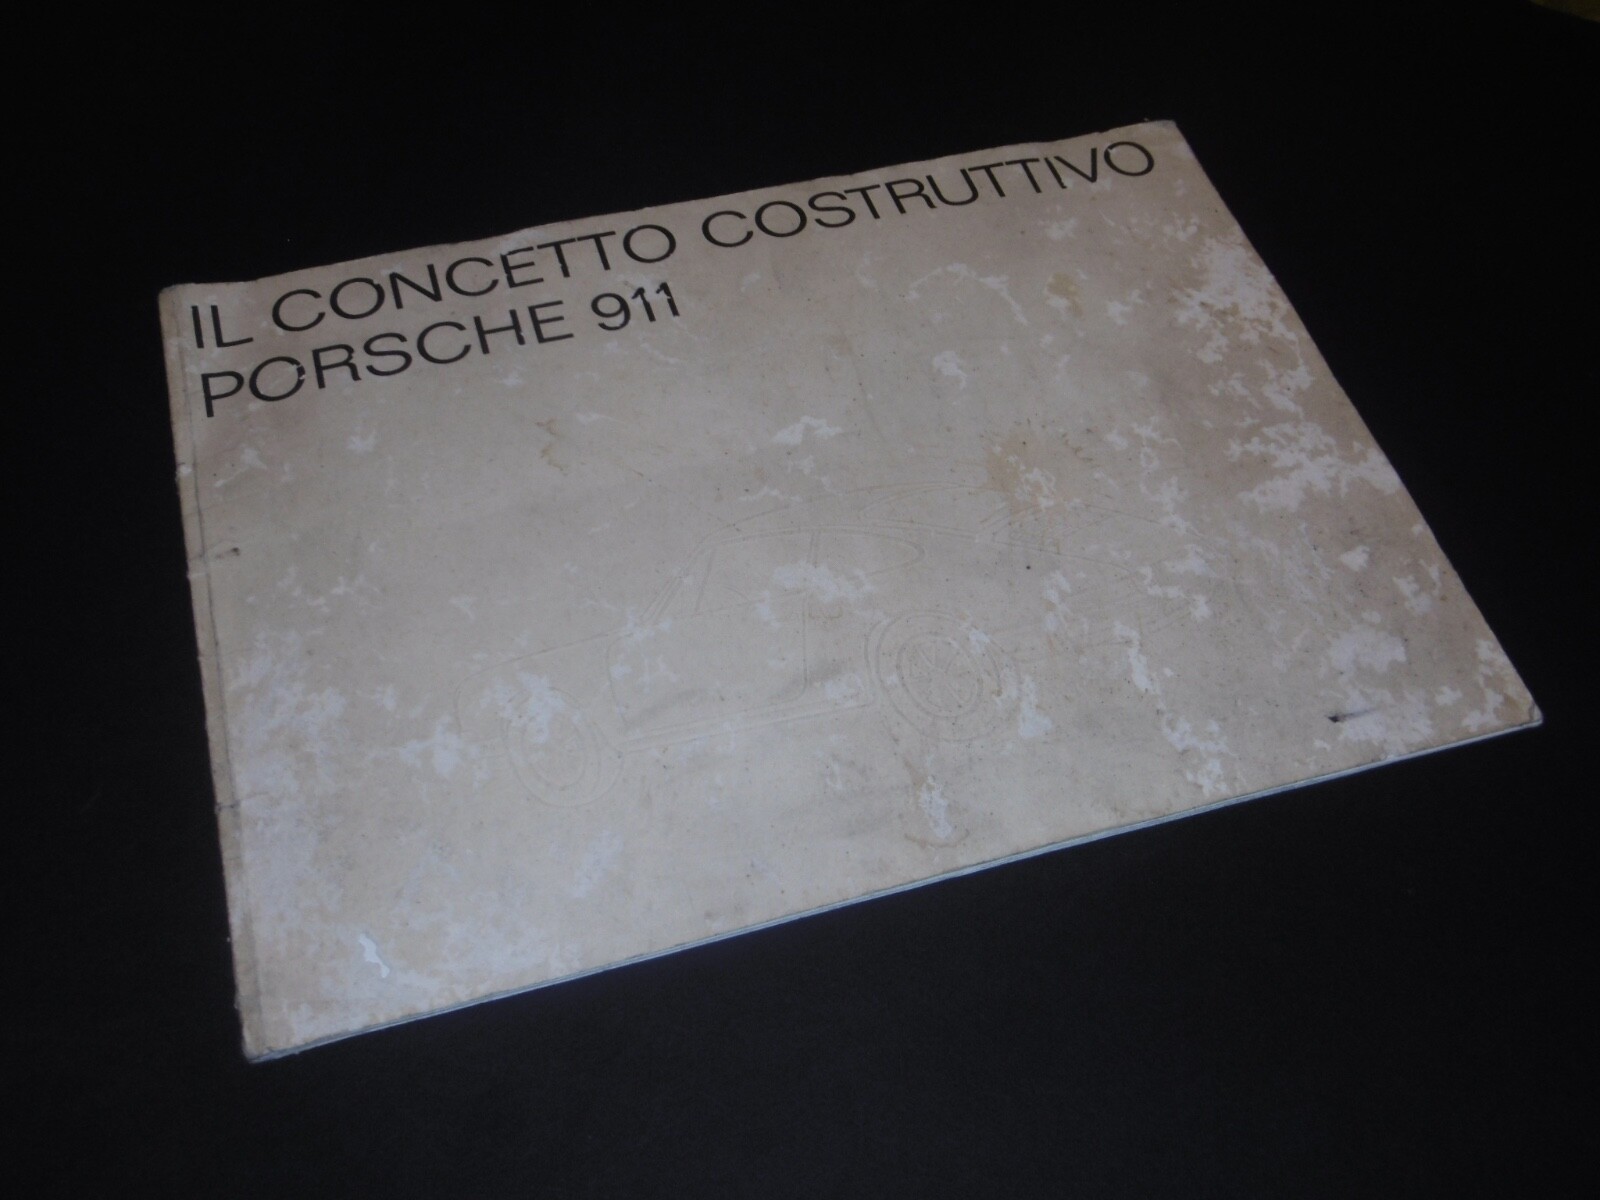 IL CONCETTO COSTRUTTIVO
PORSCHE 911